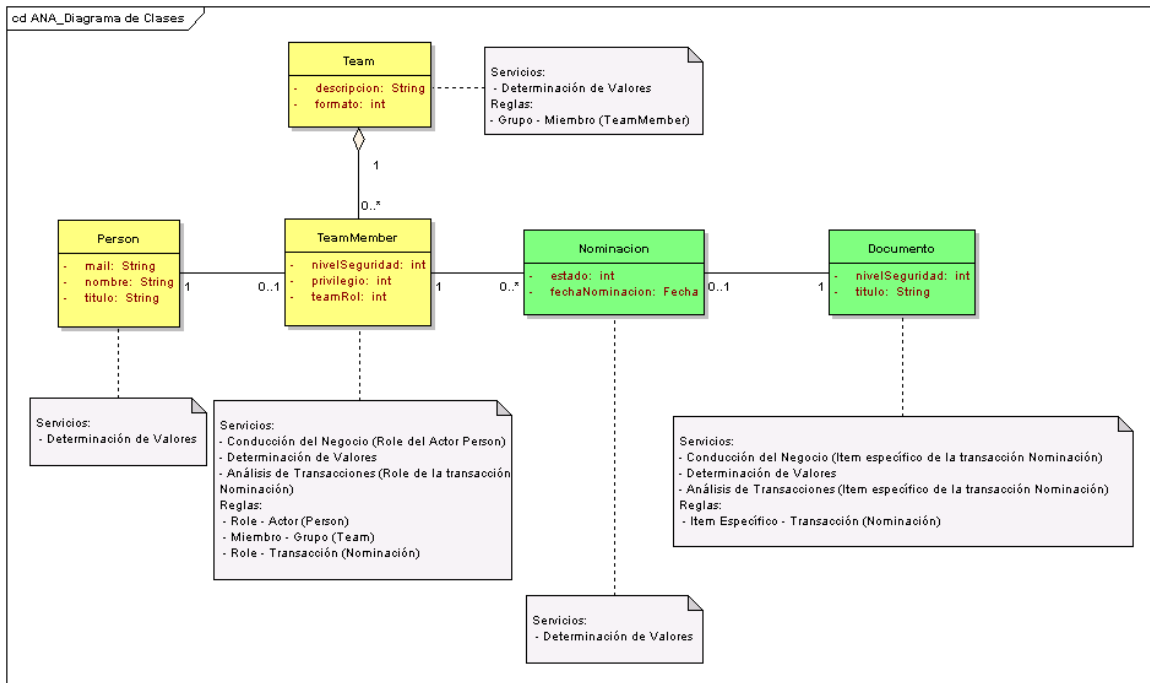 cd ANA_Diagrama de Clases
Team
- descripcion: String
- formato: int
Servicios:
- Determinación de Valores
Reglas:
- Grupo - Miembro (TeamMember)
1
0..*
Person
- mail: String
- nombre: String
- titulo: String
1
0..1
TeamMember
- nivelSeguridad: int
- privilegio: int
- teamRol: int
1
0..*
Nominacion
- estado: int
- fechaNominacion: Fecha
0..1
1
Documento
- nivelSeguridad: int
- titulo: String
Servicios:
- Determinación de Valores
Servicios:
- Conducción del Negocio (Role del Actor Person)
- Determinación de Valores
- Análisis de Transacciones (Role de la transacción
Nominación)
Reglas:
- Role - Actor (Person)
- Miembro - Grupo (Team)
- Role - Transacción (Nominación)
Servicios:
- Conducción del Negocio (Item específico de la transacción Nominación)
- Determinación de Valores
- Análisis de Transacciones (Item específico de la transacción Nominación)
Reglas:
- Item Específico - Transacción (Nominación)
Servicios:
- Determinación de Valores